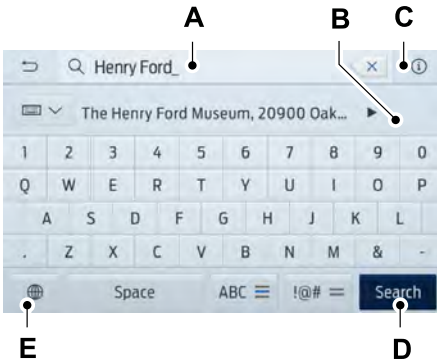 A B C
Henry Ford_ × i
The Henry Ford Museum, 20900 Oak...
1 2 3 4 5 6 7 8 9 0
Q W E R T Y U I O P
A S D F G H J K L
. Z X C V B N M & -
Space ABC !@# Search
E D